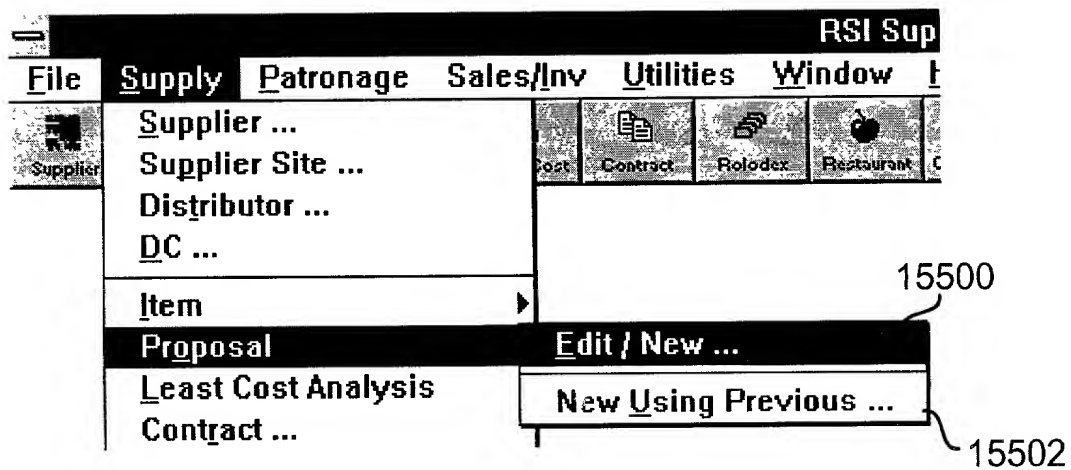 RSI Sup
File Supply Patronage Sales/Inv Utilities Window
Supplier Cost Contract Rolodex Restaurant
Supplier ...
Supplier Site ...
Distributor ...
DC ...
Item
Proposal
Least Cost Analysis
Contract ...
Edit / New ...
New Using Previous ...
15500
15502